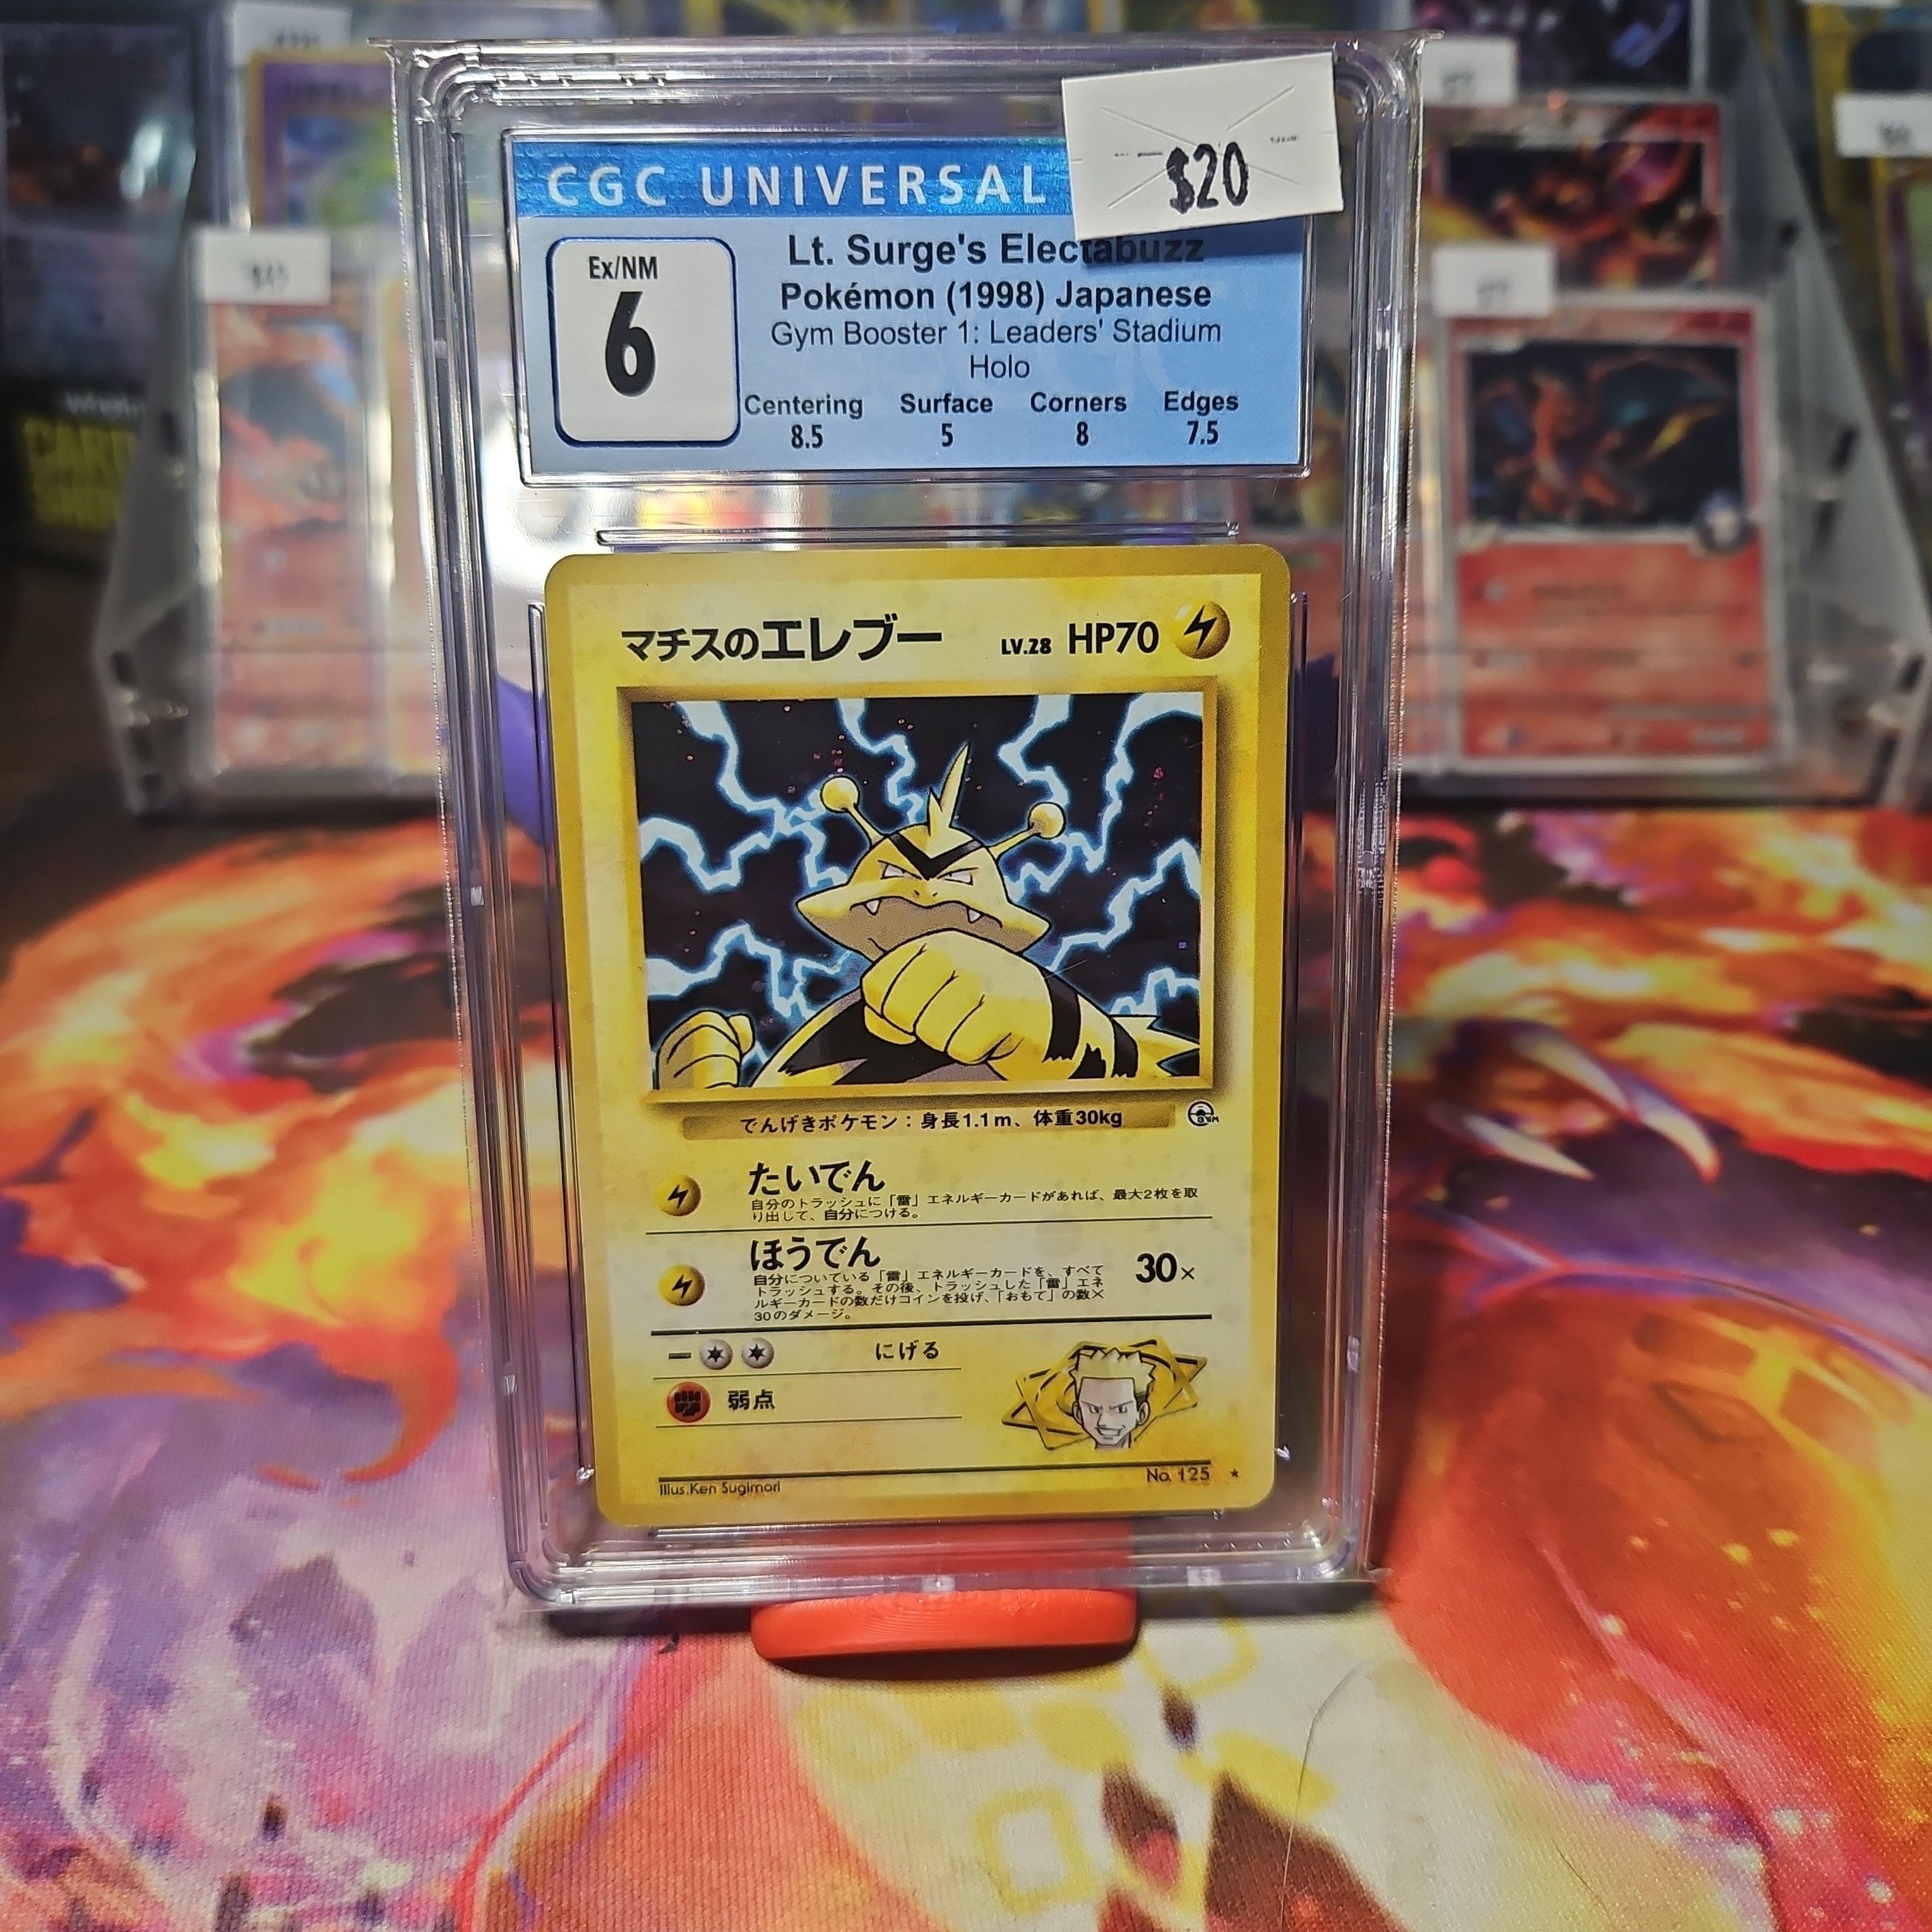 $20
CGC UNIVERSAL
Ex/NM
6
Lt. Surge's Electabuzz
Pokémon (1998) Japanese
Gym Booster 1: Leaders' Stadium
Holo
Centering Surface Corners Edges
8.5 5 8 7.5
マチスのエレブー LV.28 HP70
でんげきポケモン：身長1.1m、体重30kg
GYM
たいでん
自分のトラッシュに「雷」エネルギーカードがあれば、最大2枚を取
り出して、自分につける。
ほうでん 30×
自分についている「雷」エネルギーカードを、すべて
トラッシュする。その後、トラッシュした「雷」エネ
ルギーカードの数だけコインを投げ、「おもて」の数×
30のダメージ。
ー にげる
弱点
No. 125 ★
Illus.Ken Sugimori
CARD